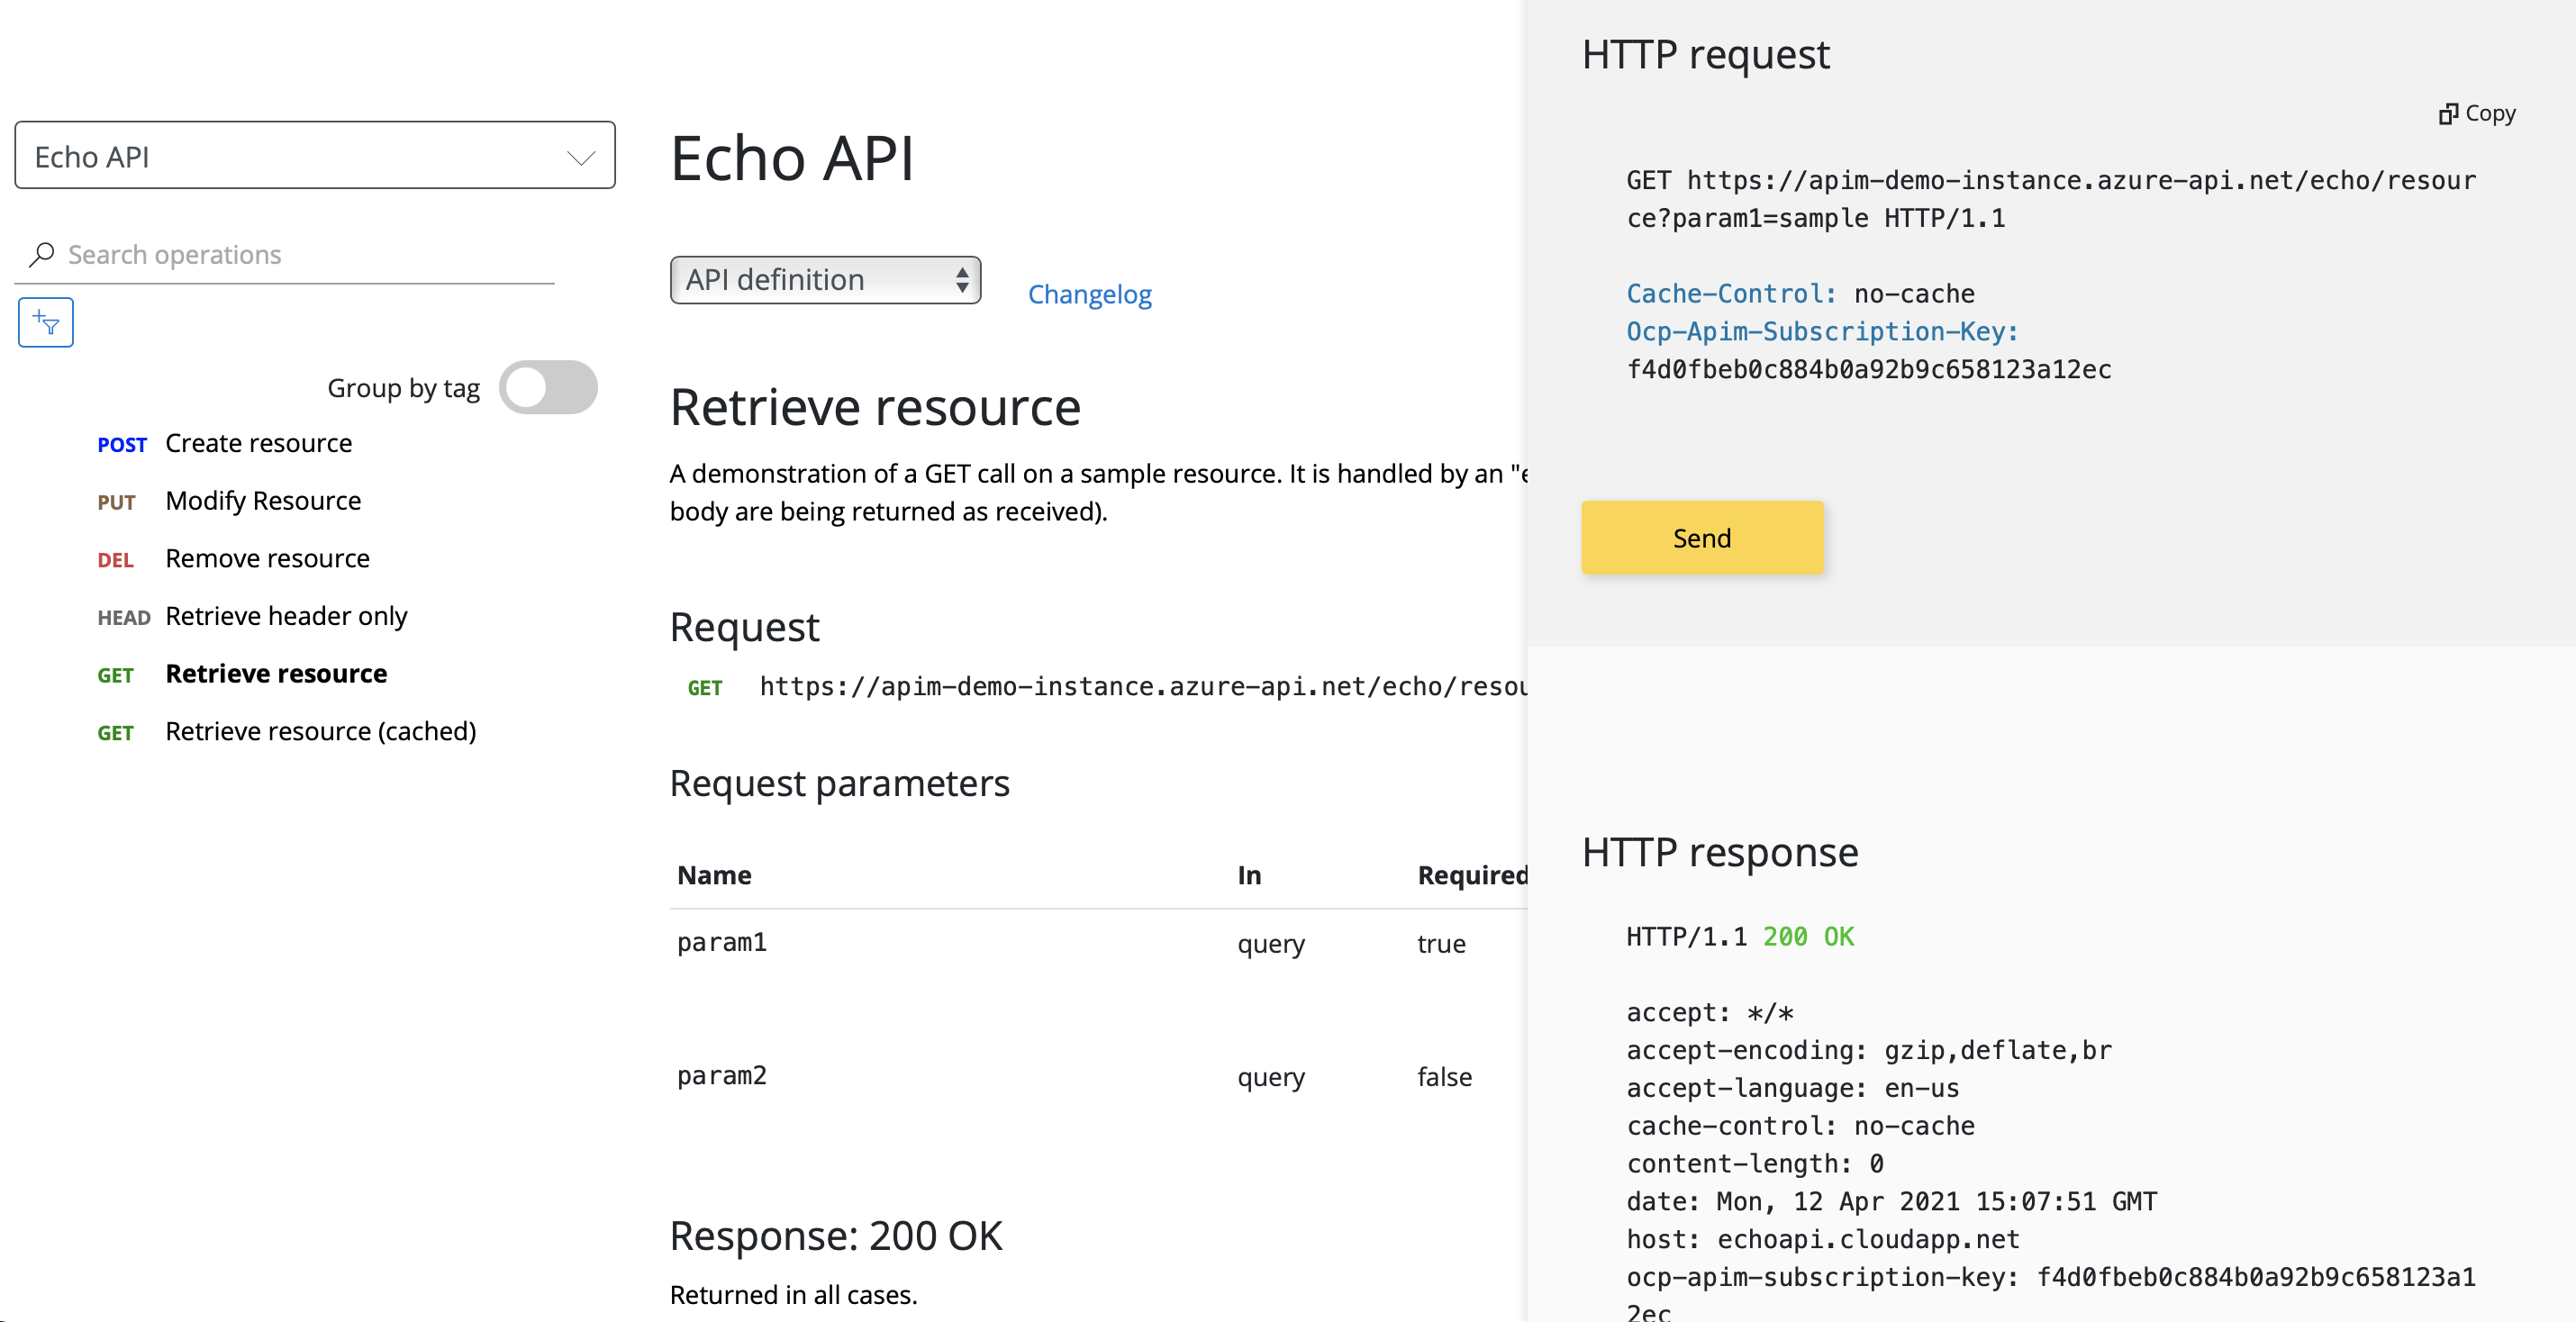 Echo API
Search operations
Group by tag
POST Create resource
PUT Modify Resource
DEL Remove resource
HEAD Retrieve header only
GET Retrieve resource
GET Retrieve resource (cached)
Echo API
API definition
Changelog
Retrieve resource
A demonstration of a GET call on a sample resource. It is handled by an "e
body are being returned as received).
Request
GET https://apim-demo-instance.azure-api.net/echo/resou
Request parameters
Name In Required
param1 query true
param2 query false
Response: 200 OK
Returned in all cases.
HTTP request
Copy
GET https://apim-demo-instance.azure-api.net/echo/resour
ce?param1=sample HTTP/1.1
Cache-Control: no-cache
Ocp-Apim-Subscription-Key:
f4d0fbeb0c884b0a92b9c658123a12ec
Send
HTTP response
HTTP/1.1 200 OK
accept: */*
accept-encoding: gzip,deflate,br
accept-language: en-us
cache-control: no-cache
content-length: 0
date: Mon, 12 Apr 2021 15:07:51 GMT
host: echoapi.cloudapp.net
ocp-apim-subscription-key: f4d0fbeb0c884b0a92b9c658123a1
2ec